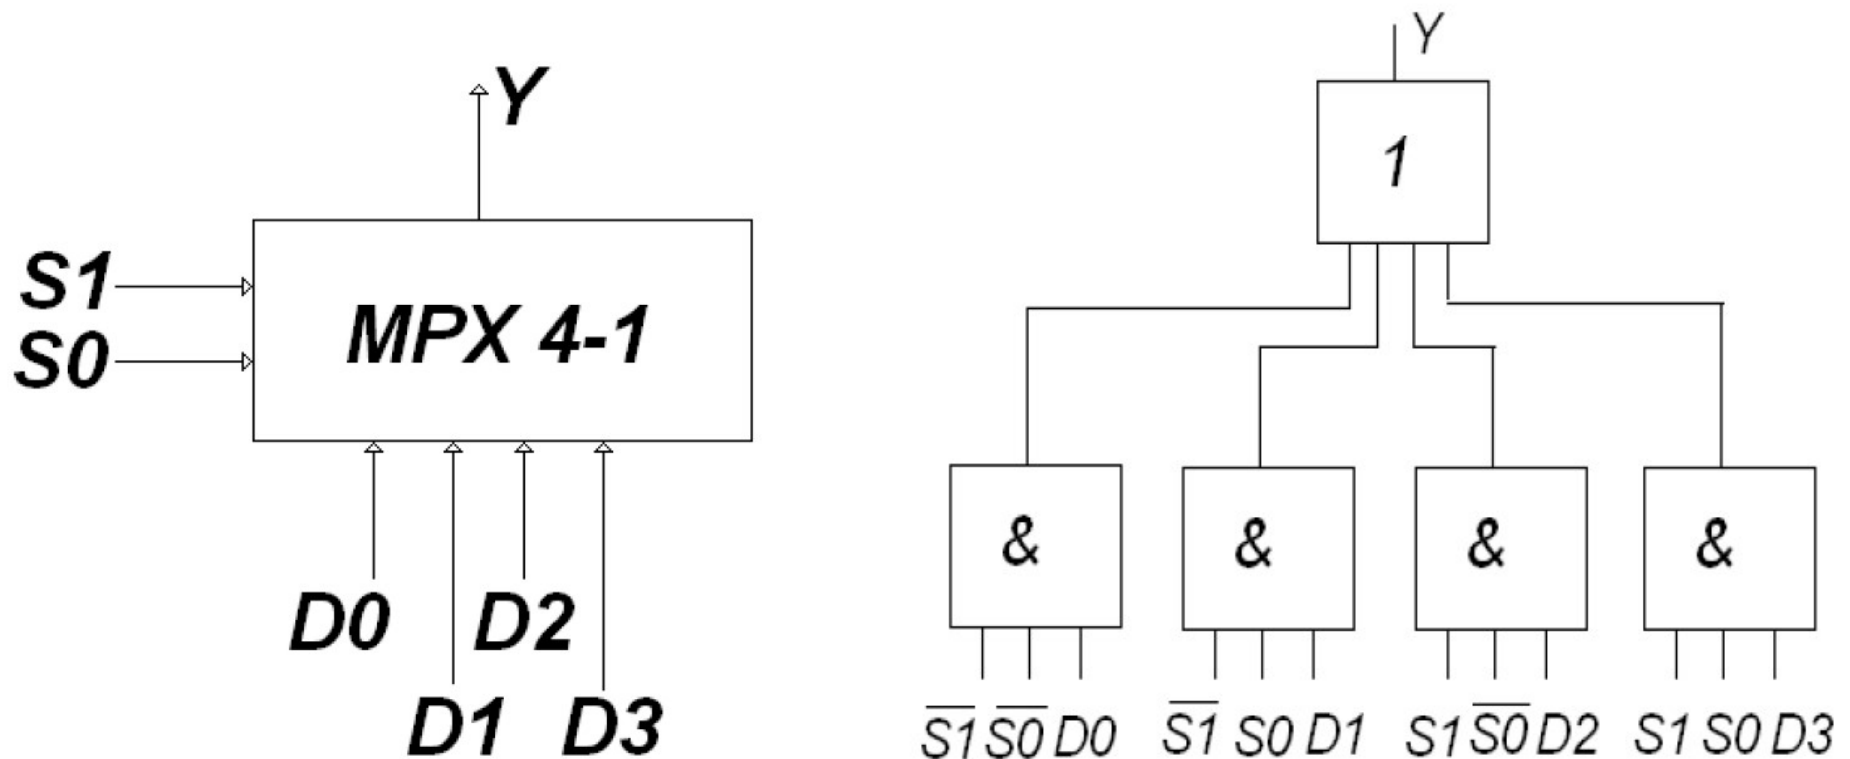 Y
S1
S0
MPX 4-1
D0 D2
D1 D3
Y
1
& & & &
S̅1̅ S̅0̅ D0 S̅1̅ S0 D1 S1 S̅0̅ D2 S1 S0 D3